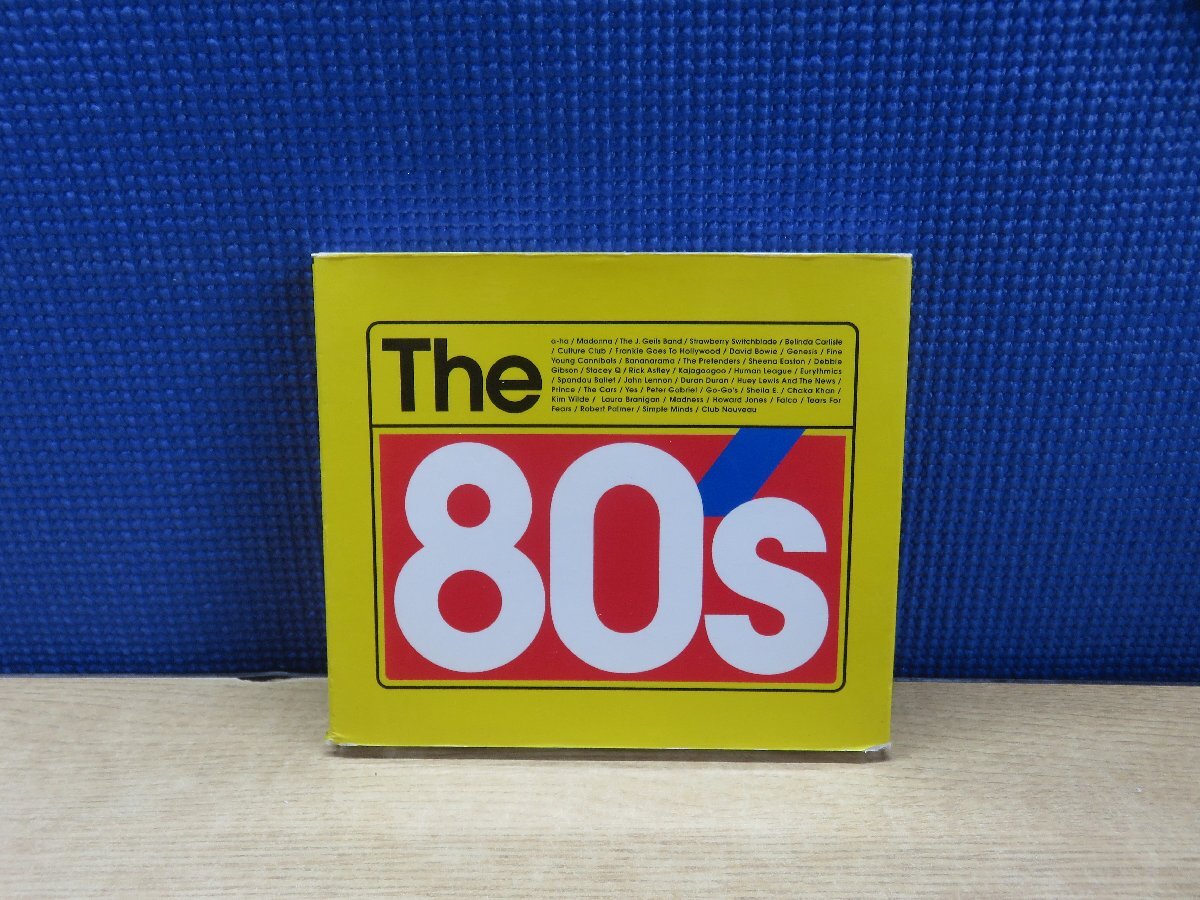 The
a-ha / Madonna / The J. Geils Band / Strawberry Switchblade / Belinda Carlisle
/ Culture Club / Frankie Goes To Hollywood / David Bowie / Genesis / Fine
Young Cannibals / Bananarama / The Pretenders / Sheena Easton / Debbie
Gibson / Stacey Q / Rick Astley / Kajagoogoo / Human League / Eurythmics
/ Spandau Ballet / John Lennon / Duran Duran / Huey Lewis And The News /
Prince / The Cars / Yes / Peter Gabriel / Go-Go's / Sheila E. / Chaka Khan /
Kim Wilde / Laura Branigan / Madness / Howard Jones / Falco / Tears For
Fears / Robert Palmer / Simple Minds / Club Nouveau
80's